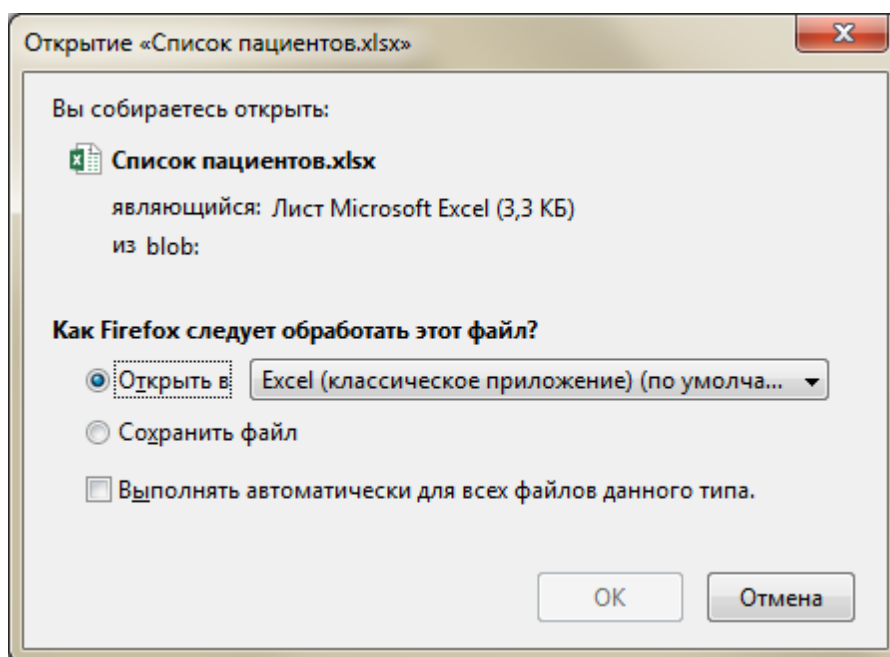 Открытие «Список пациентов.xlsx»
Вы собираетесь открыть:
Список пациентов.xlsx
являющийся: Лист Microsoft Excel (3,3 КБ)
из blob:
Как Firefox следует обработать этот файл?
Открыть в Excel (классическое приложение) (по умолча...
Сохранить файл
Выполнять автоматически для всех файлов данного типа.
ОК Отмена